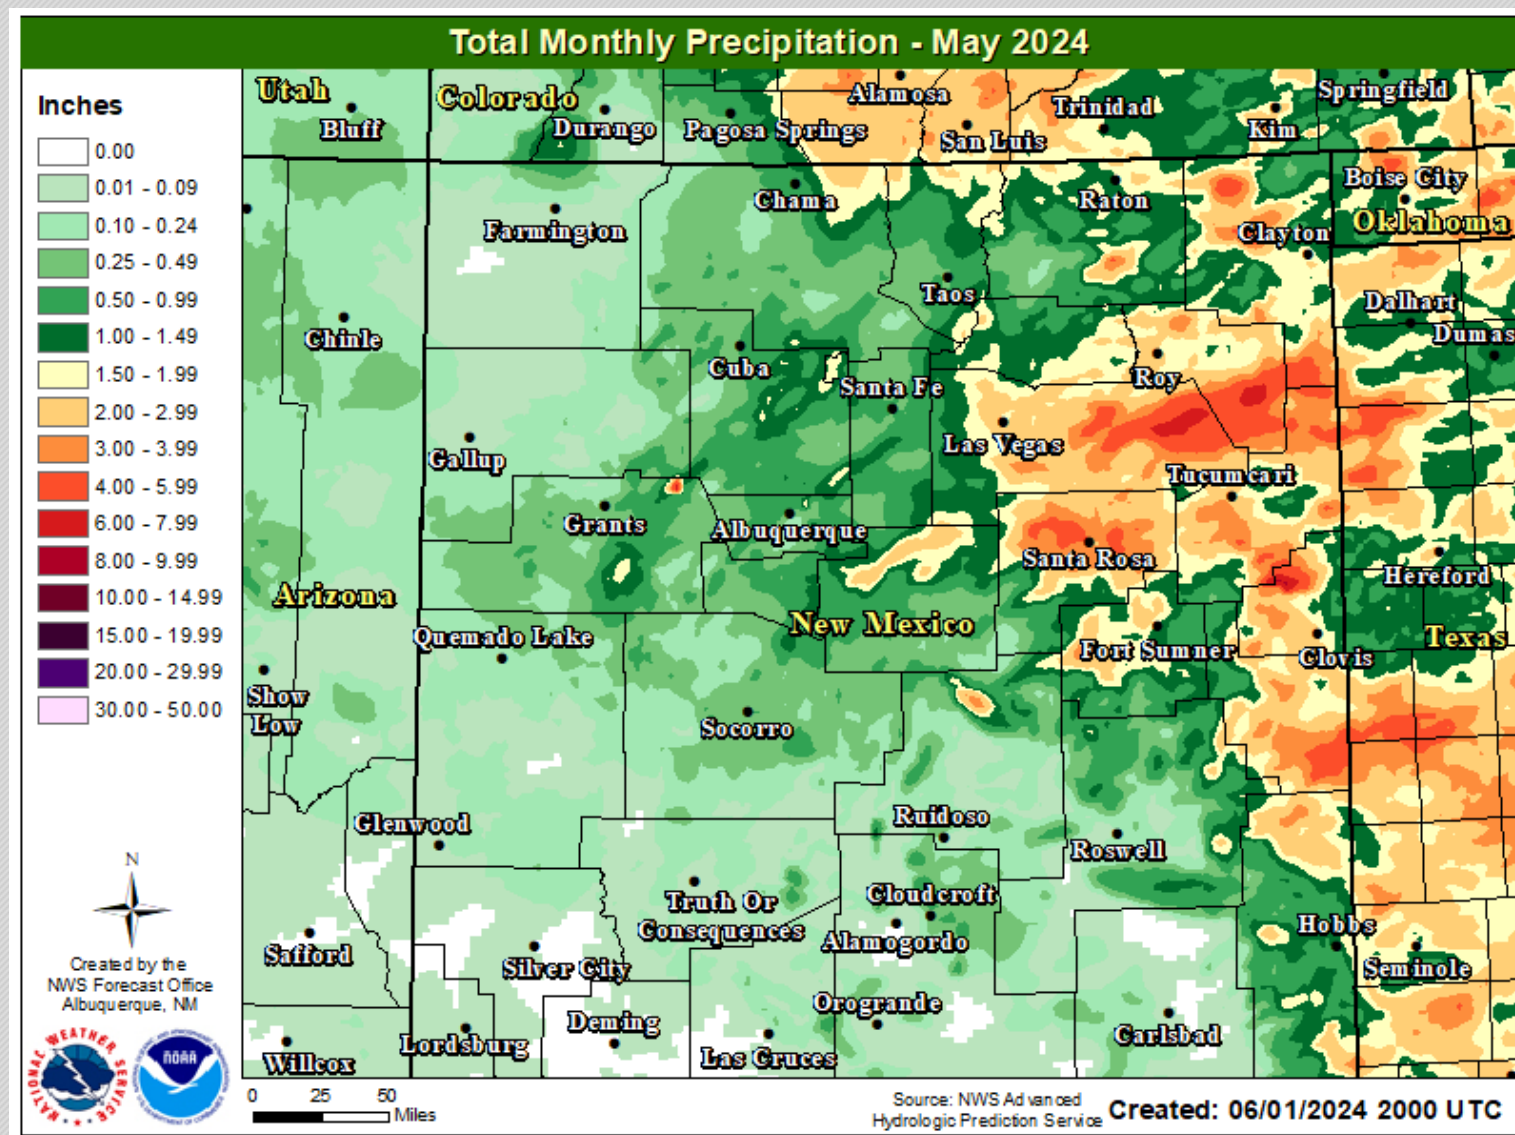 Total Monthly Precipitation - May 2024
Inches
0.00
0.01 - 0.09
0.10 - 0.24
0.25 - 0.49
0.50 - 0.99
1.00 - 1.49
1.50 - 1.99
2.00 - 2.99
3.00 - 3.99
4.00 - 5.99
6.00 - 7.99
8.00 - 9.99
10.00 - 14.99
15.00 - 19.99
20.00 - 29.99
30.00 - 50.00
N
Created by the
NWS Forecast Office
Albuquerque, NM
NATIONAL WEATHER SERVICE
NOAA
Utah
Colorado
Alamosa
Springfield
Bluff
Durango
Pagosa Springs
San Luis
Trinidad
Kim
Chama
Raton
Boise City
Farmington
Clayton
Oklahoma
Taos
Dalhart
Chinle
Dumas
Cuba
Santa Fe
Roy
Gallup
Las Vegas
Tucumcari
Grants
Albuquerque
Santa Rosa
Hereford
Arizona
New Mexico
Texas
Quemado Lake
Fort Sumner
Clovis
Show
Low
Socorro
Glenwood
Ruidoso
Roswell
Truth Or
Consequences
Cloudcroft
Alamogordo
Hobbs
Safford
Silver City
Seminole
Orogrande
Deming
Carlsbad
Willcox
Lordsburg
Las Cruces
0 25 50
Miles
Source: NWS Advanced
Hydrologic Prediction Service
Created: 06/01/2024 2000 UTC